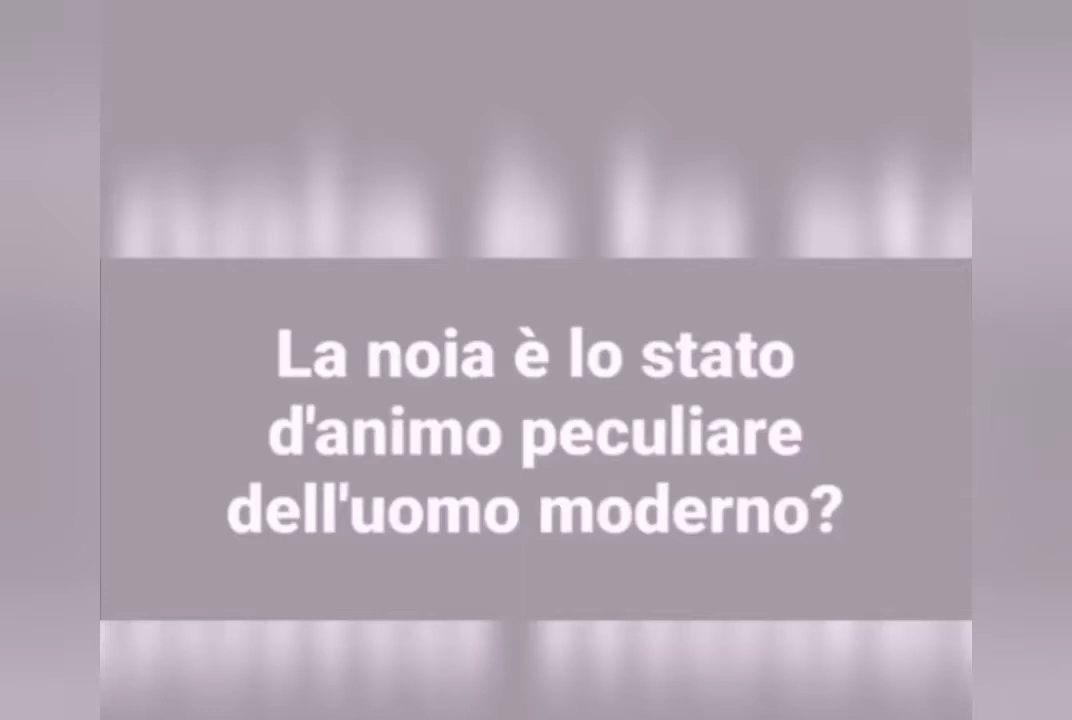 La noia è lo stato
d'animo peculiare
dell'uomo moderno?